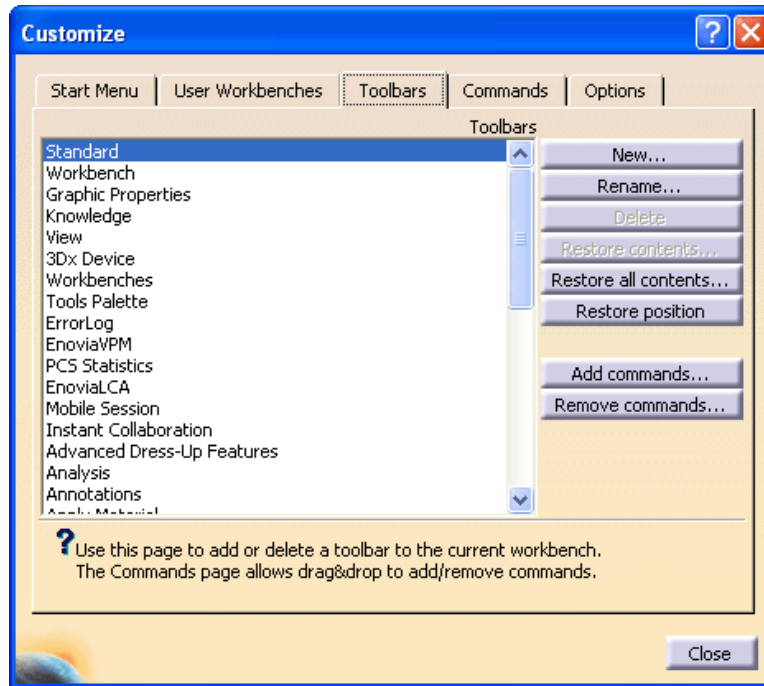 Customize
Start Menu User Workbenches Toolbars Commands Options
Toolbars
Standard
Workbench
Graphic Properties
Knowledge
View
3Dx Device
Workbenches
Tools Palette
ErrorLog
EnoviaVPM
PCS Statistics
EnoviaLCA
Mobile Session
Instant Collaboration
Advanced Dress-Up Features
Analysis
Annotations
Apply Material
New...
Rename...
Delete
Restore contents...
Restore all contents...
Restore position
Add commands...
Remove commands...
?Use this page to add or delete a toolbar to the current workbench.
The Commands page allows drag&drop to add/remove commands.
Close